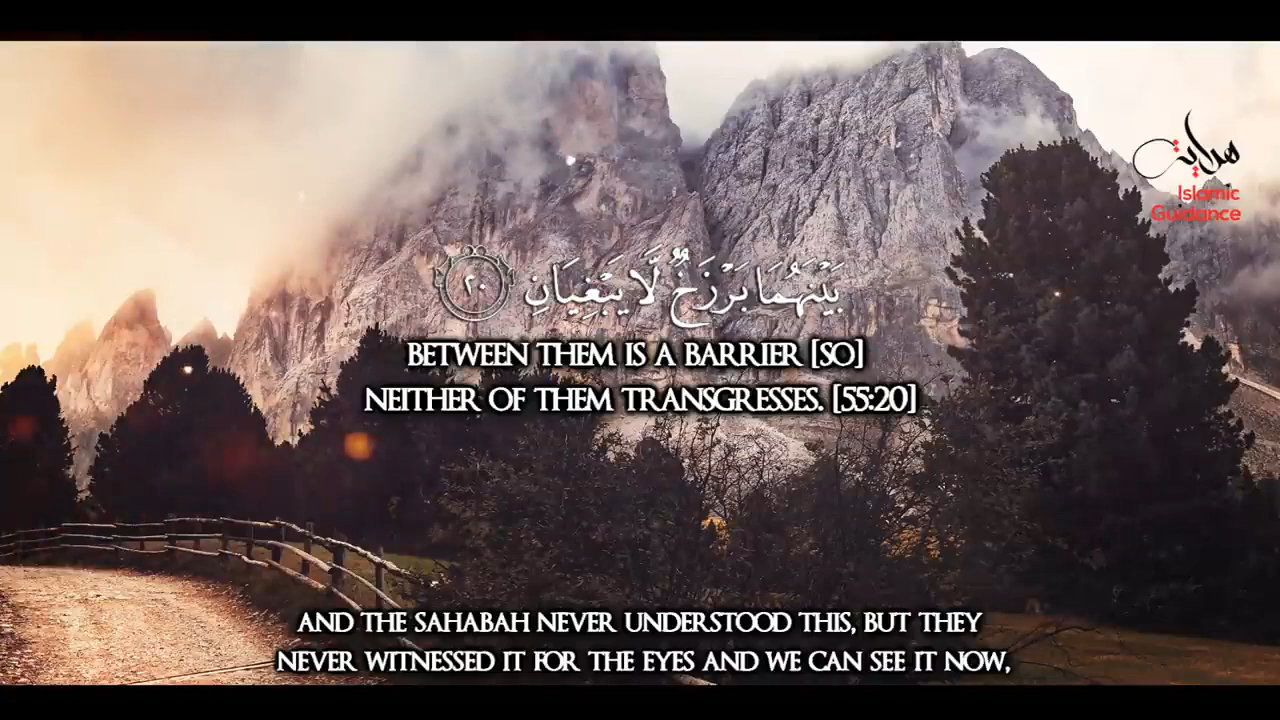 هداية
Islamic
Guidance
بَيْنَهُمَا بَرْزَخٌ لَّا يَبْغِيَانِ ٢٠
BETWEEN THEM IS A BARRIER [SO]
NEITHER OF THEM TRANSGRESSES. [55:20]
AND THE SAHABAH NEVER UNDERSTOOD THIS, BUT THEY
NEVER WITNESSED IT FOR THE EYES AND WE CAN SEE IT NOW,